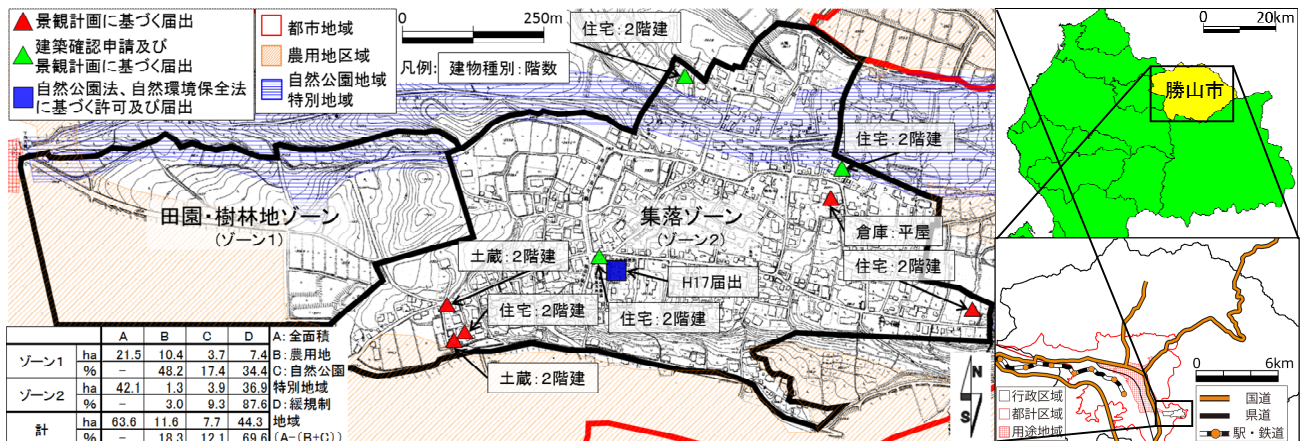 景観計画に基づく届出
建築確認申請及び
景観計画に基づく届出
自然公園法、自然環境保全法
に基づく許可及び届出
都市地域
農用地区域
自然公園地域
特別地域
0 250m
凡例: 建物種別:階数
住宅:2階建
住宅:2階建
倉庫:平屋
住宅:2階建
田園・樹林地ゾーン
(ゾーン1)
集落ゾーン
(ゾーン2)
土蔵:2階建
住宅:2階建
土蔵:2階建
住宅:2階建
H17届出
N
S
A B C D
ゾーン1 ha 21.5 10.4 3.7 7.4
% − 48.2 17.4 34.4
ゾーン2 ha 42.1 1.3 3.9 36.9
% − 3.0 9.3 87.6
計 ha 63.6 11.6 7.7 44.3
% − 18.3 12.1 69.6
A:全面積
B:農用地
C:自然公園
特別地域
D:緩規制
地域
(A-(B+C))
0 20km
勝山市
0 6km
行政区域
都計区域
用途地域
国道
県道
駅・鉄道